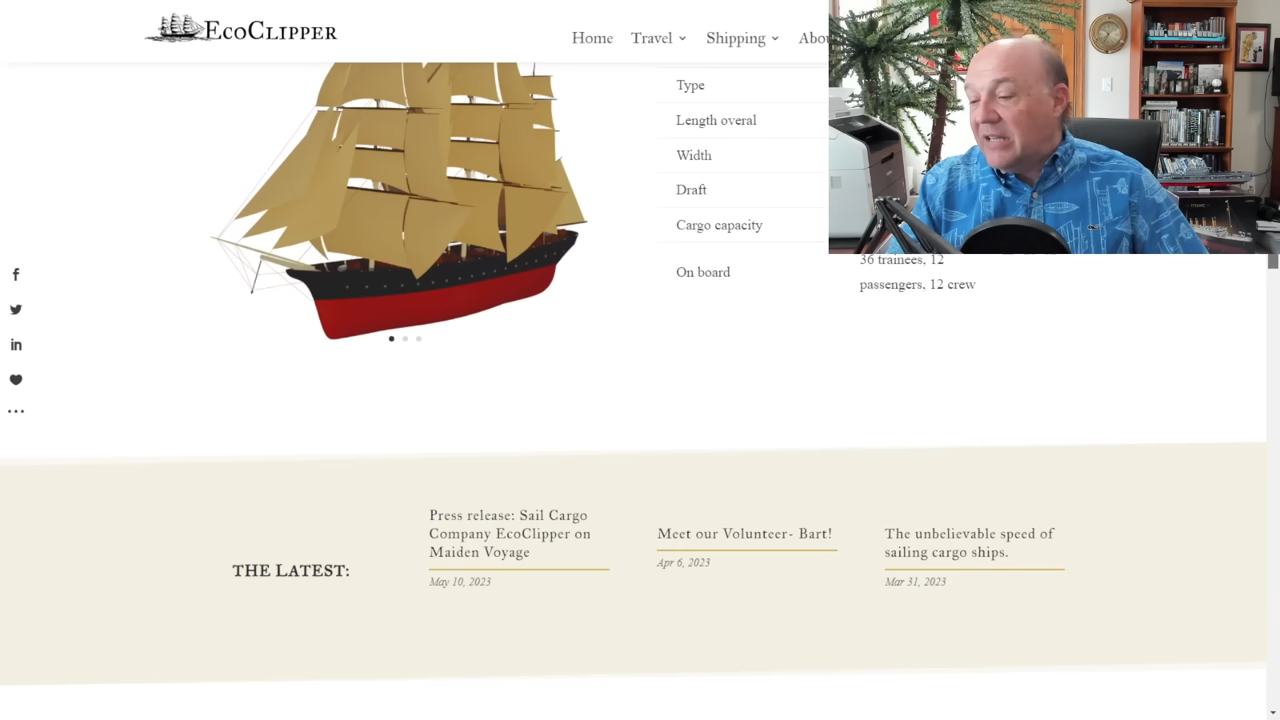 EcoClipper
Home Travel Shipping
Type
Length overal
Width
Draft
Cargo capacity
On board
36 trainees, 12
passengers, 12 crew
THE LATEST:
Press release: Sail Cargo
Company EcoClipper on
Maiden Voyage
May 10, 2023
Meet our Volunteer- Bart!
Apr 6, 2023
The unbelievable speed of
sailing cargo ships.
Mar 31, 2023